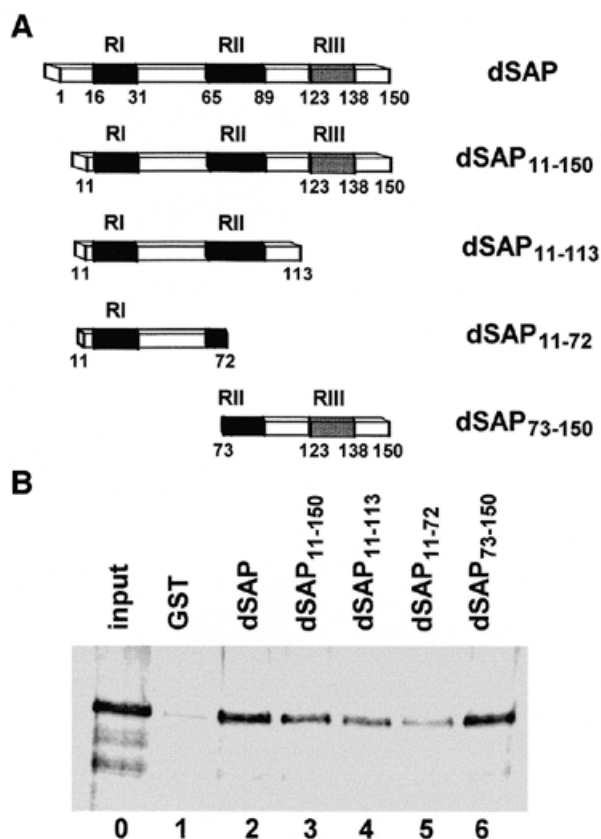 A
RI RII RIII
dSAP
1 16 31 65 89 123 138 150
RI RII RIII
dSAP11-150
11 123 138 150
RI RII
dSAP11-113
11 113
RI
dSAP11-72
11 72
RII RIII
dSAP73-150
73 123 138 150
B
input GST dSAP dSAP11-150 dSAP11-113 dSAP11-72 dSAP73-150
0 1 2 3 4 5 6